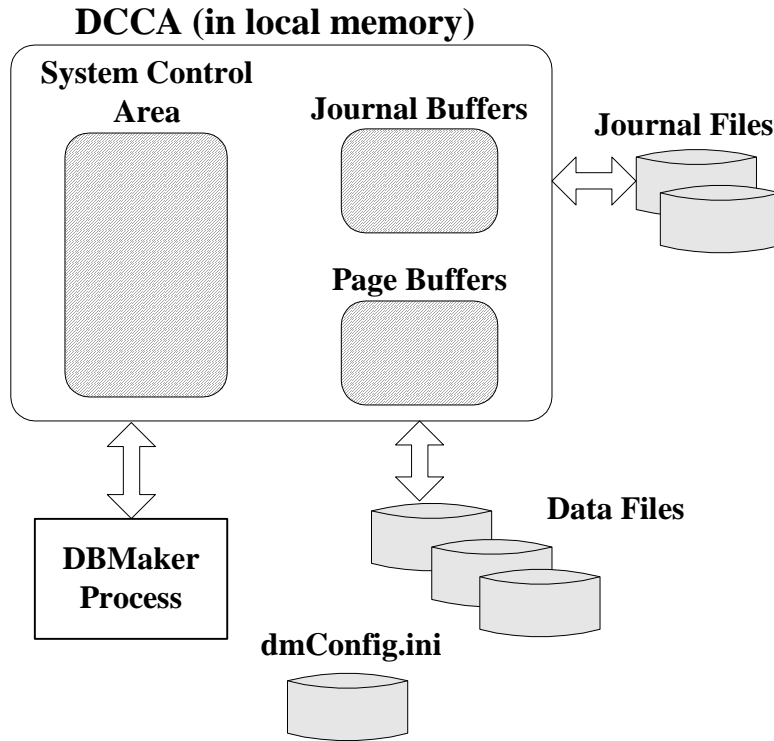 DCCA (in local memory)
System Control
Area
Journal Buffers
Journal Files
Page Buffers
Data Files
DBMaker
Process
dmConfig.ini